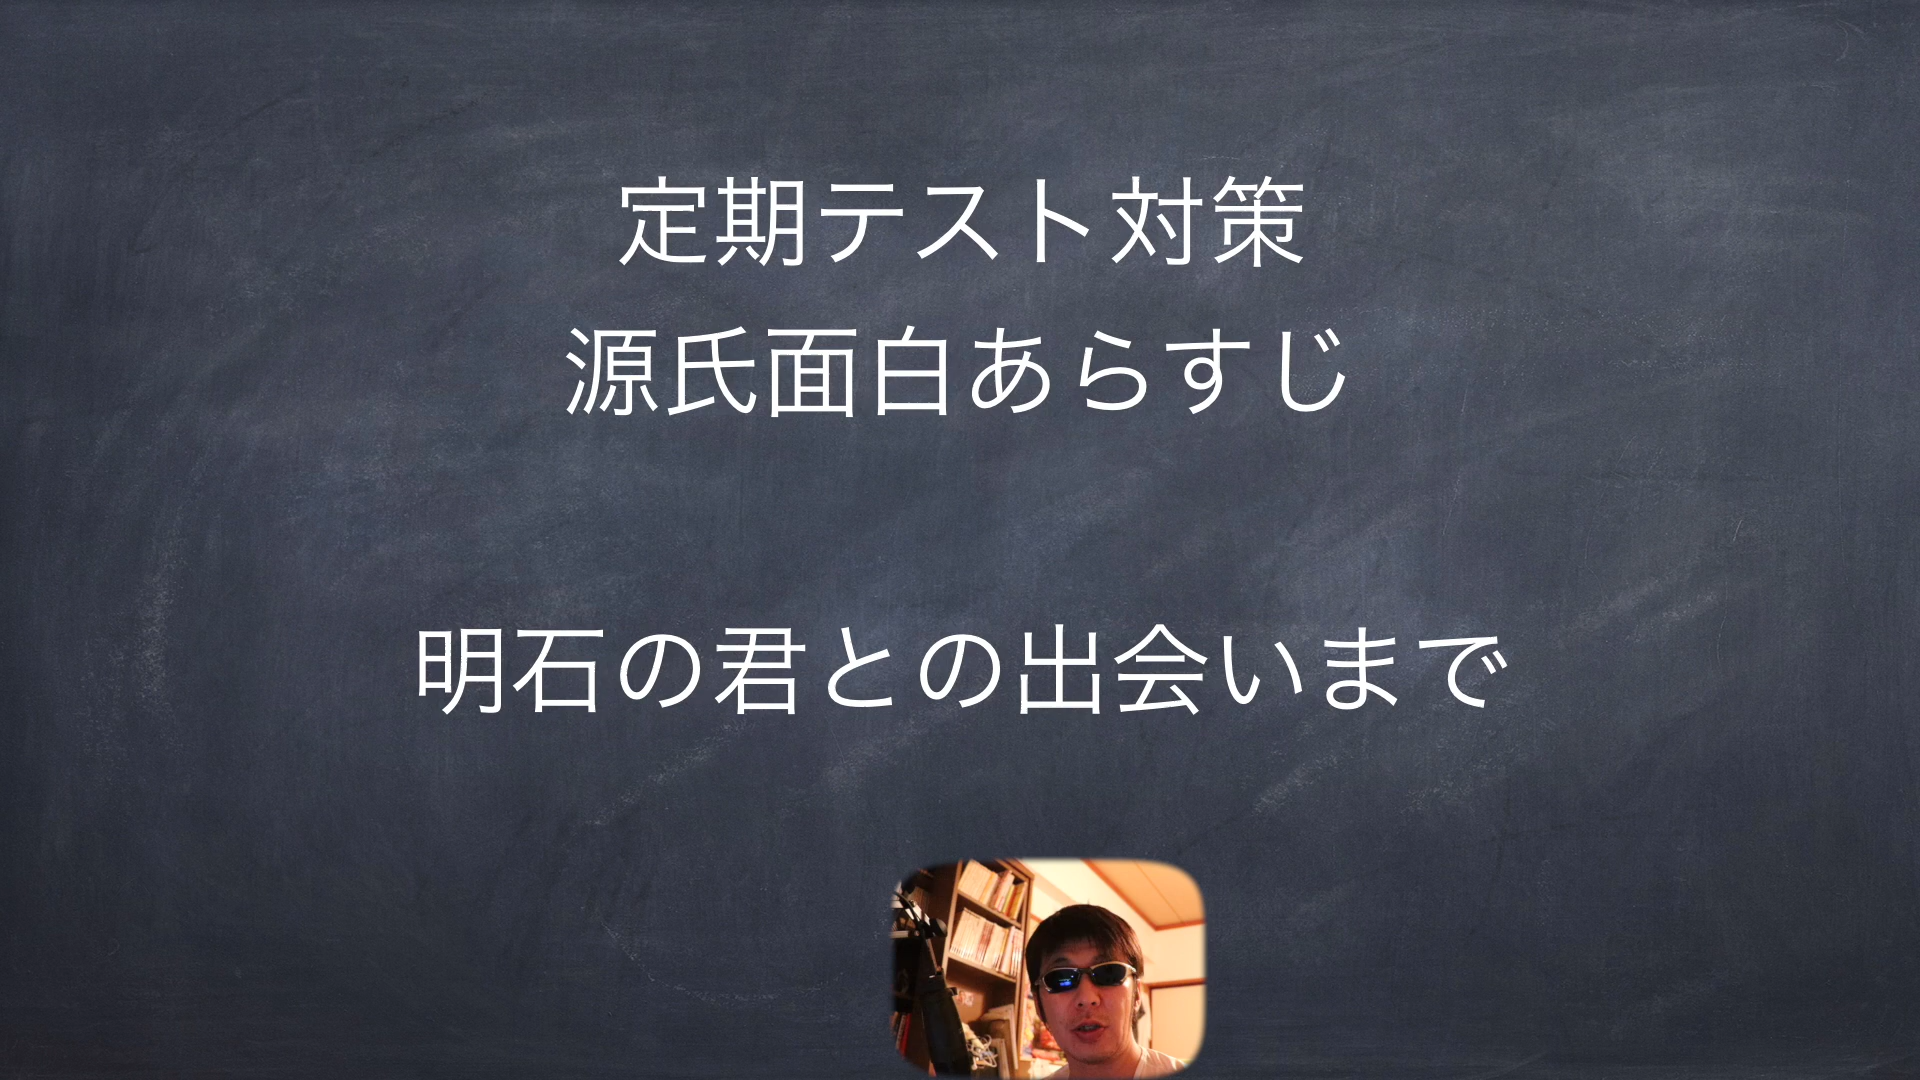 定期テスト対策
源氏面白あらすじ
明石の君との出会いまで